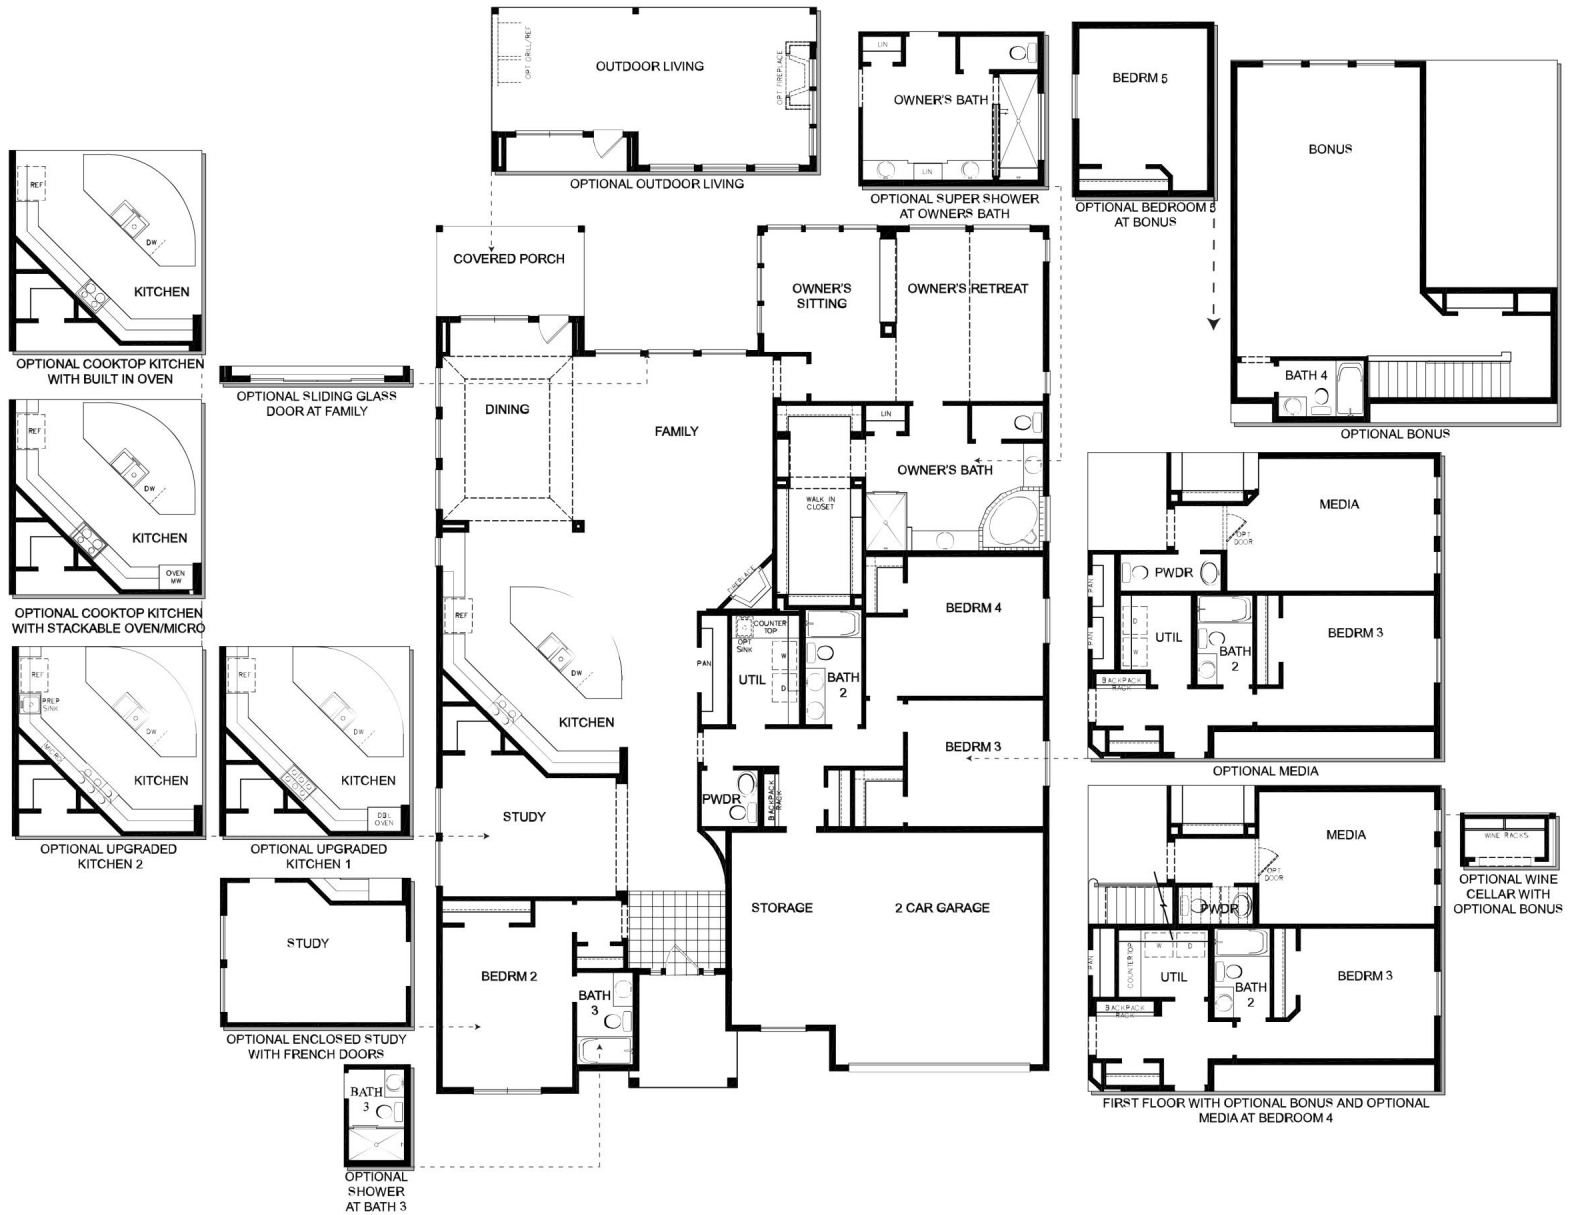 OPT GRILL/REF
OUTDOOR LIVING
OPT FIREPLACE
OPTIONAL OUTDOOR LIVING
LIN
OWNER'S BATH
LIN
OPTIONAL SUPER SHOWER
AT OWNERS BATH
BEDRM 5
OPTIONAL BEDROOM 5
AT BONUS
BONUS
BATH 4
OPTIONAL BONUS
REF
DW
KITCHEN
OPTIONAL COOKTOP KITCHEN
WITH BUILT IN OVEN
OPTIONAL SLIDING GLASS
DOOR AT FAMILY
REF
DW
KITCHEN
OVEN
MW
OPTIONAL COOKTOP KITCHEN
WITH STACKABLE OVEN/MICRO
REF
PREP
SINK
DW
MICRO
KITCHEN
OPTIONAL UPGRADED
KITCHEN 2
REF
DW
KITCHEN
DBL
OVEN
OPTIONAL UPGRADED
KITCHEN 1
STUDY
OPTIONAL ENCLOSED STUDY
WITH FRENCH DOORS
BATH
3
OPTIONAL
SHOWER
AT BATH 3
COVERED PORCH
OWNER'S
SITTING
OWNER'S RETREAT
DINING
FAMILY
LIN
OWNER'S BATH
WALK IN
CLOSET
FIREPLACE
REF
DW
KITCHEN
PAN
COUNTER
TOP
OPT
SINK
W
D
UTIL
BATH
2
BEDRM 4
BEDRM 3
PWDR
BACKPACK
RACK
STUDY
STORAGE
2 CAR GARAGE
BEDRM 2
BATH
3
MEDIA
OPT
DOOR
PWDR
PAN
PAN
D
W
UTIL
BATH
2
BEDRM 3
BACKPACK
RACK
OPTIONAL MEDIA
MEDIA
OPT
DOOR
PWDR
PAN
COUNTERTOP
W
D
UTIL
BATH
2
BEDRM 3
BACKPACK
RACK
FIRST FLOOR WITH OPTIONAL BONUS AND OPTIONAL
MEDIA AT BEDROOM 4
WINE RACKS
OPTIONAL WINE
CELLAR WITH
OPTIONAL BONUS